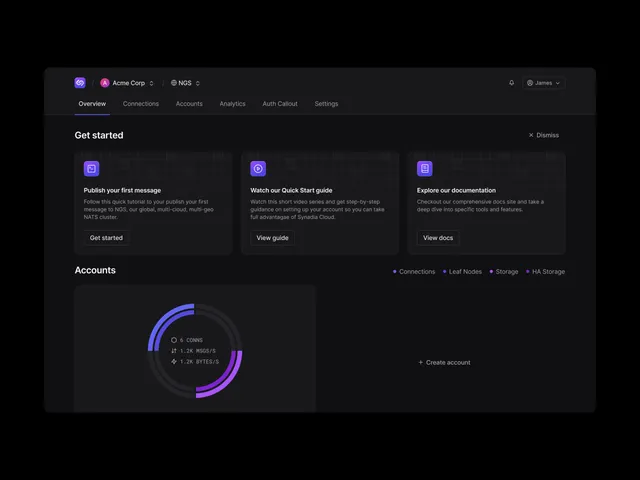 / A Acme Corp / NGS James
Overview Connections Accounts Analytics Auth Callout Settings
Get started
Dismiss
Publish your first message
Follow this quick tutorial to your publish your first
message to NGS, our global, multi-cloud, multi-geo
NATS cluster.
Get started
Watch our Quick Start guide
Watch this short video series and get step-by-step
guidance on setting up your account so you can take
full advantage of Synadia Cloud.
View guide
Explore our documentation
Checkout our comprehensive docs site and take a
deep dive into specific tools and features.
View docs
Accounts
Connections Leaf Nodes Storage HA Storage
6 CONNS
1.2K MSGS/S
1.2K BYTES/S
+ Create account